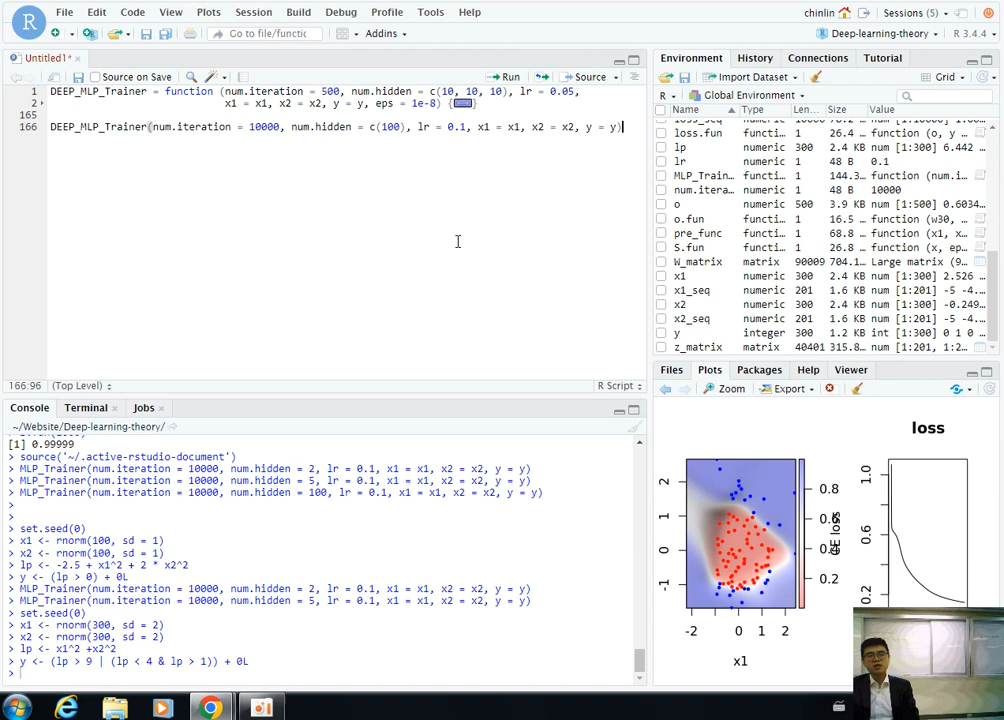 File Edit Code View Plots Session Build Debug Profile Tools Help
chinlin Sessions (5)
Go to file/functic Addins
Deep-learning-theory R 3.4.4
Untitled1*
Source on Save Run Source
1 DEEP_MLP_Trainer = function (num.iteration = 500, num.hidden = c(10, 10, 10), lr = 0.05,
2 x1 = x1, x2 = x2, y = y, eps = 1e-8) {
165
166 DEEP_MLP_Trainer(num.iteration = 10000, num.hidden = c(100), lr = 0.1, x1 = x1, x2 = x2, y = y)
166:96 (Top Level) R Script
Console Terminal Jobs
~/Website/Deep-learning-theory/
[1] 0.99999
> source('~/.active-rstudio-document')
> MLP_Trainer(num.iteration = 10000, num.hidden = 2, lr = 0.1, x1 = x1, x2 = x2, y = y)
> MLP_Trainer(num.iteration = 10000, num.hidden = 5, lr = 0.1, x1 = x1, x2 = x2, y = y)
> MLP_Trainer(num.iteration = 10000, num.hidden = 100, lr = 0.1, x1 = x1, x2 = x2, y = y)
>
>
> set.seed(0)
> x1 <- rnorm(100, sd = 1)
> x2 <- rnorm(100, sd = 1)
> lp <- -2.5 + x1^2 + 2 * x2^2
> y <- (lp > 0) + 0L
> MLP_Trainer(num.iteration = 10000, num.hidden = 2, lr = 0.1, x1 = x1, x2 = x2, y = y)
> MLP_Trainer(num.iteration = 10000, num.hidden = 5, lr = 0.1, x1 = x1, x2 = x2, y = y)
> set.seed(0)
> x1 <- rnorm(300, sd = 2)
> x2 <- rnorm(300, sd = 2)
> lp <- x1^2 +x2^2
> y <- (lp > 9 | (lp < 4 & lp > 1)) + 0L
>
Environment History Connections Tutorial
Import Dataset Grid
R Global Environment
Name Type Len... Size Value
loss.fun functi... 1 26.4 ... function (o, y ...
lp numeric 300 2.4 KB num [1:300] 6.442 ...
lr numeric 1 48 B 0.1
MLP_Train... functi... 1 144.3... function (num.i...
num.itera... numeric 1 48 B 10000
o numeric 500 3.9 KB num [1:500] 0.6034...
o.fun functi... 1 16.5 ... function (w30, ...
pre_func functi... 1 68.8 ... function (x1, x...
S.fun functi... 1 26.8 ... function (x, ep...
W_matrix matrix 90009 704.1... Large matrix (9...
x1 numeric 300 2.4 KB num [1:300] 2.526 ...
x1_seq numeric 201 1.6 KB num [1:201] -5 -4...
x2 numeric 300 2.4 KB num [1:300] -0.249...
x2_seq numeric 201 1.6 KB num [1:201] -5 -4...
y integer 300 1.2 KB int [1:300] 0 1 0 ...
z_matrix matrix 40401 315.8... num [1:201, 1:2...
Files Plots Packages Help Viewer
Zoom Export
loss
2 1 0 -1
-2 0 1 2
x1
0.8 0.6 0.4 0.2
CE loss
1.0 0.6 0.2